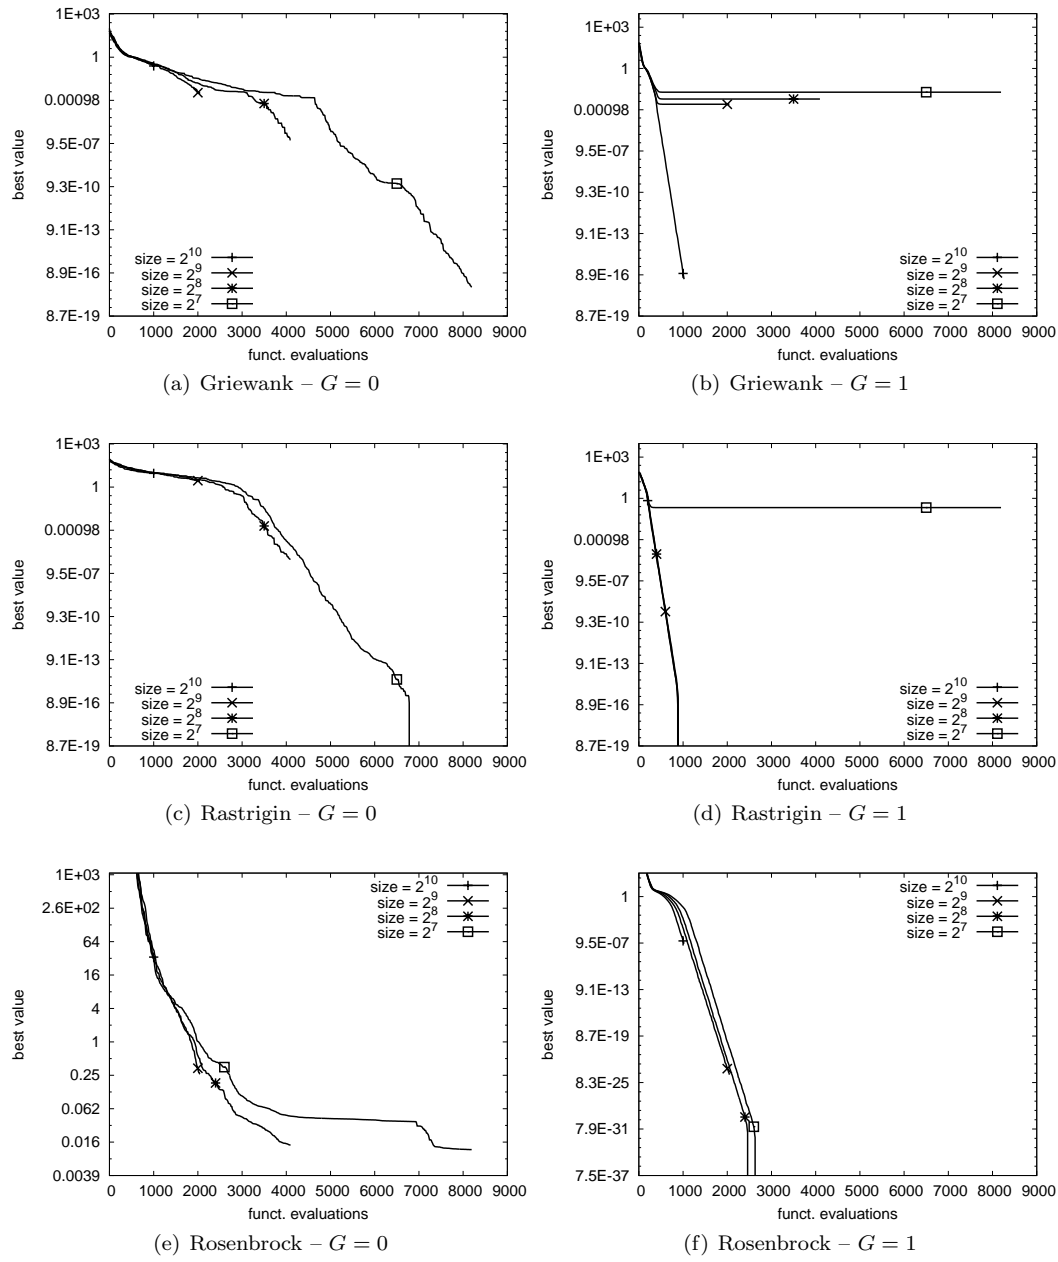 1E+03
1
0.00098
9.5E-07
9.3E-10
9.1E-13
8.9E-16
8.7E-19
best value
size = 2^10
size = 2^9
size = 2^8
size = 2^7
0 1000 2000 3000 4000 5000 6000 7000 8000 9000
funct. evaluations
(a) Griewank – G = 0
1E+03
1
0.00098
9.5E-07
9.3E-10
9.1E-13
8.9E-16
8.7E-19
best value
size = 2^10
size = 2^9
size = 2^8
size = 2^7
0 1000 2000 3000 4000 5000 6000 7000 8000 9000
funct. evaluations
(b) Griewank – G = 1
1E+03
1
0.00098
9.5E-07
9.3E-10
9.1E-13
8.9E-16
8.7E-19
best value
size = 2^10
size = 2^9
size = 2^8
size = 2^7
0 1000 2000 3000 4000 5000 6000 7000 8000 9000
funct. evaluations
(c) Rastrigin – G = 0
1E+03
1
0.00098
9.5E-07
9.3E-10
9.1E-13
8.9E-16
8.7E-19
best value
size = 2^10
size = 2^9
size = 2^8
size = 2^7
0 1000 2000 3000 4000 5000 6000 7000 8000 9000
funct. evaluations
(d) Rastrigin – G = 1
1E+03
2.6E+02
64
16
4
1
0.25
0.062
0.016
0.0039
best value
size = 2^10
size = 2^9
size = 2^8
size = 2^7
0 1000 2000 3000 4000 5000 6000 7000 8000 9000
funct. evaluations
(e) Rosenbrock – G = 0
1
9.5E-07
9.1E-13
8.7E-19
8.3E-25
7.9E-31
7.5E-37
best value
size = 2^10
size = 2^9
size = 2^8
size = 2^7
0 1000 2000 3000 4000 5000 6000 7000 8000 9000
funct. evaluations
(f) Rosenbrock – G = 1